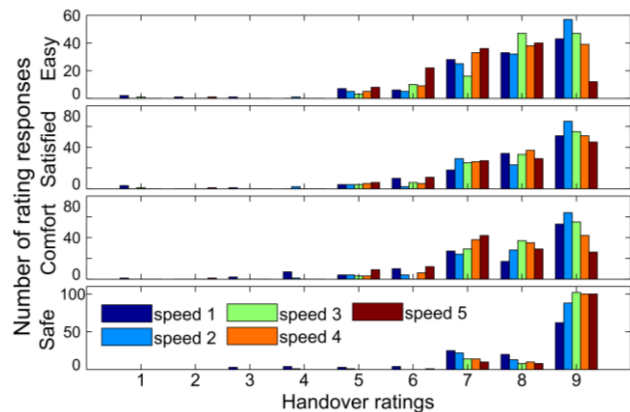 Number of rating responses
Easy
60
40
20
0
Satisfied
80
40
0
Comfort
80
40
0
Safe
100
50
0
speed 1 speed 3 speed 5
speed 2 speed 4
1 2 3 4 5 6 7 8 9
Handover ratings